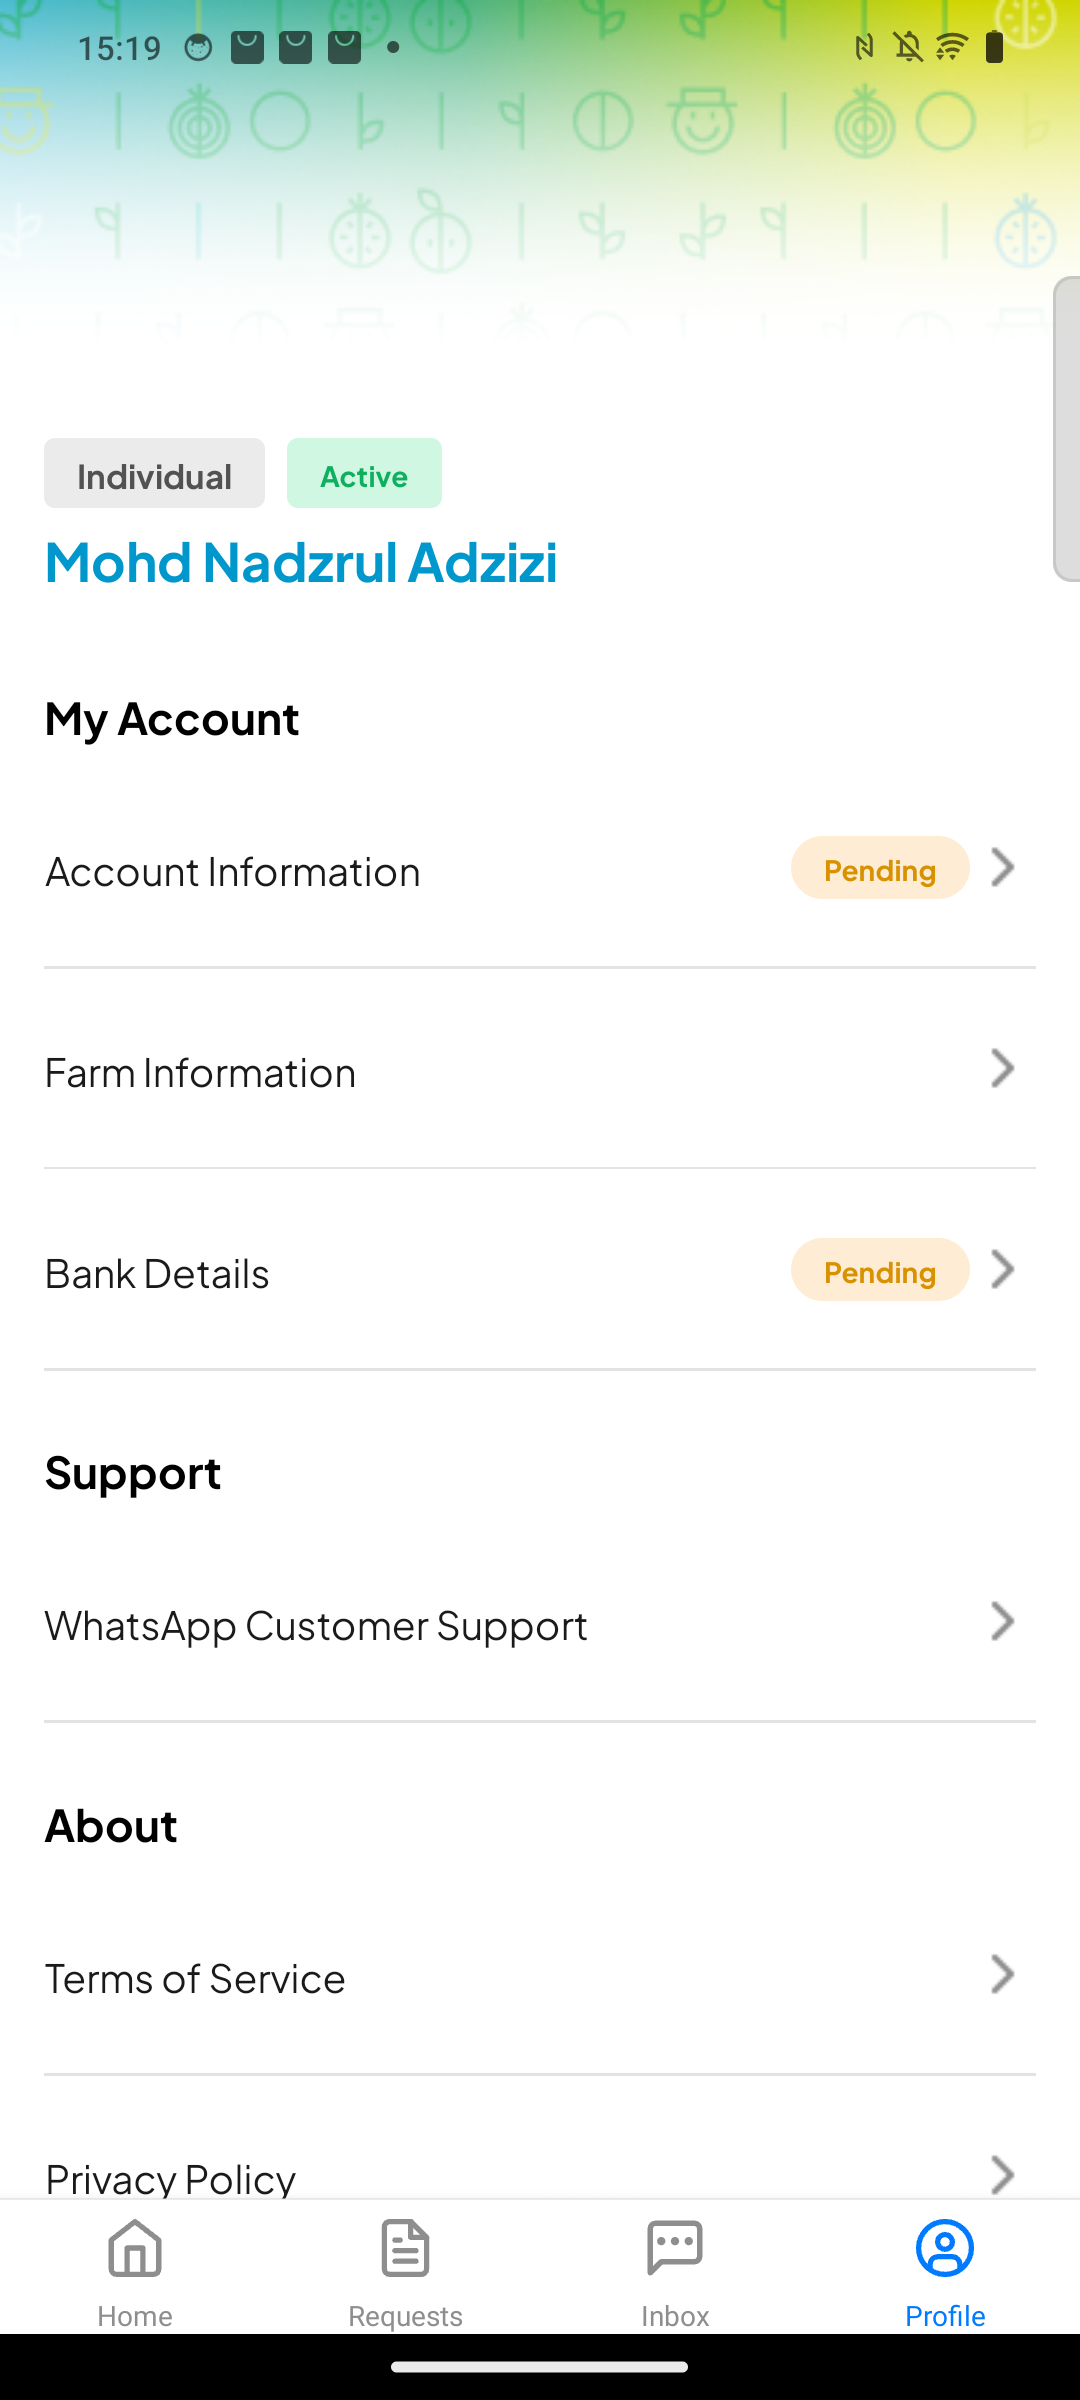 15:19
Individual
Active
Mohd Nadzrul Adzizi
My Account
Account Information
Pending
Farm Information
Bank Details
Pending
Support
WhatsApp Customer Support
About
Terms of Service
Privacy Policy
Home
Requests
Inbox
Profile